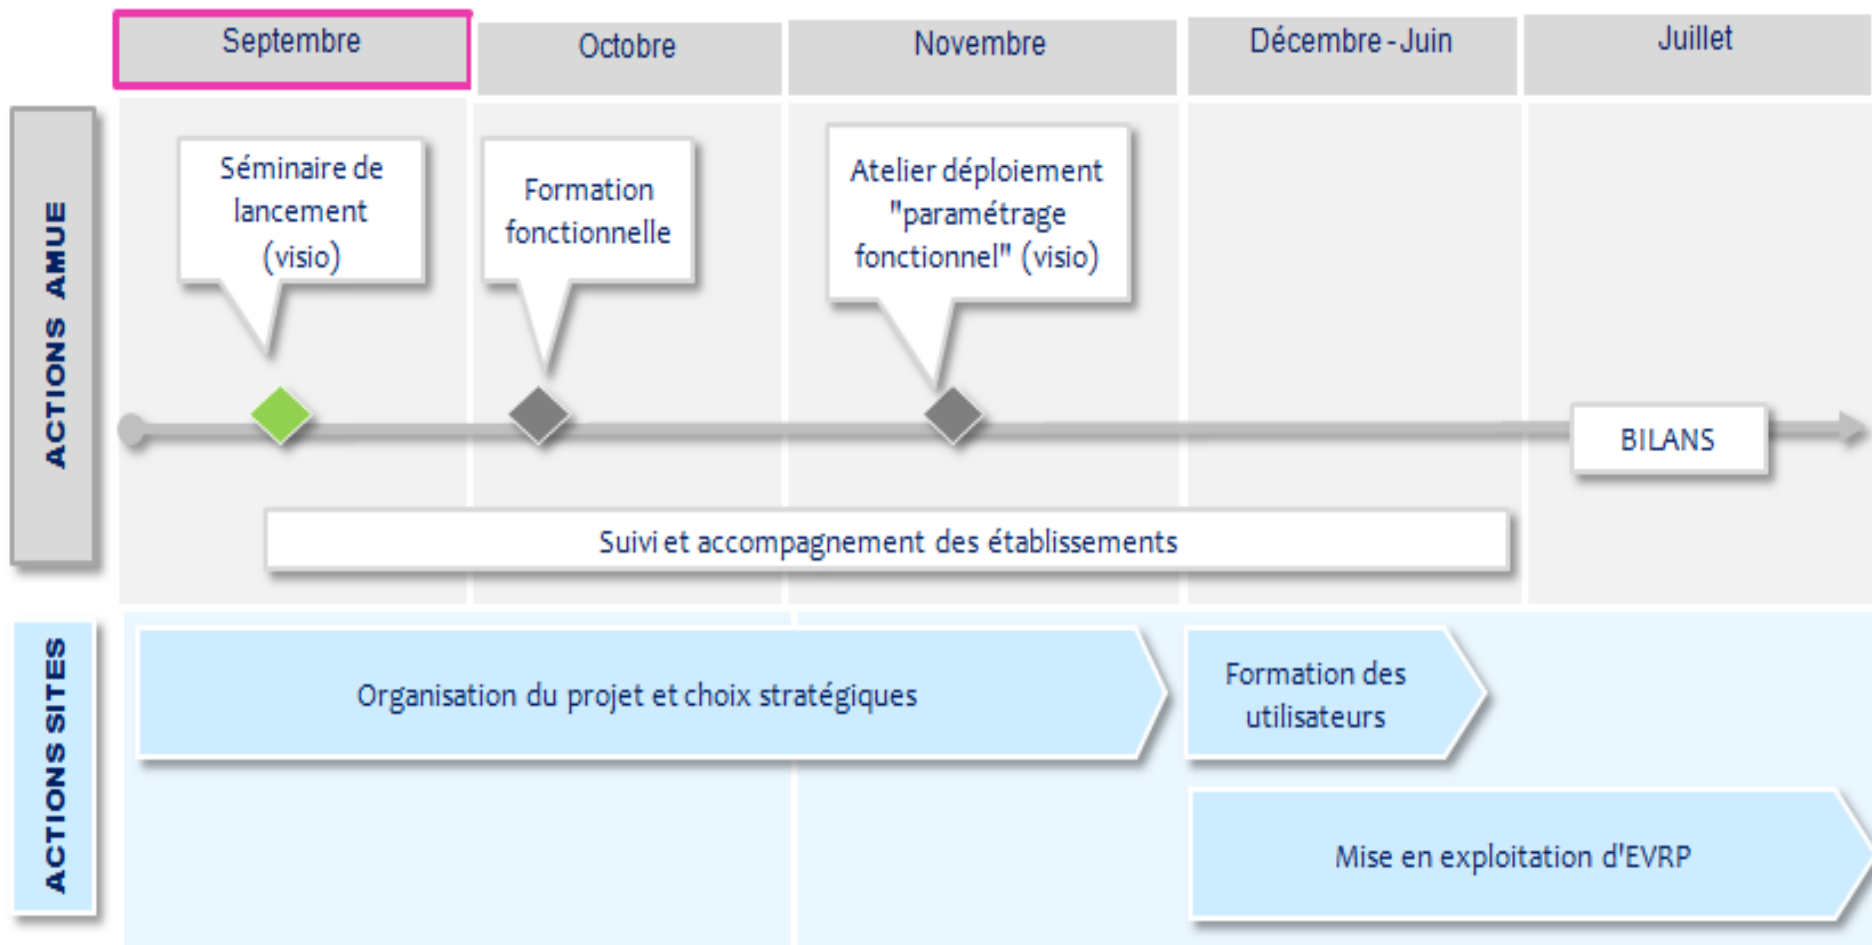 Septembre
Octobre
Novembre
Décembre - Juin
Juillet
ACTIONS AMUE
Séminaire de
lancement
(visio)
Formation
fonctionnelle
Atelier déploiement
"paramétrage
fonctionnel" (visio)
BILANS
Suivi et accompagnement des établissements
ACTIONS SITES
Organisation du projet et choix stratégiques
Formation des
utilisateurs
Mise en exploitation d'EVRP